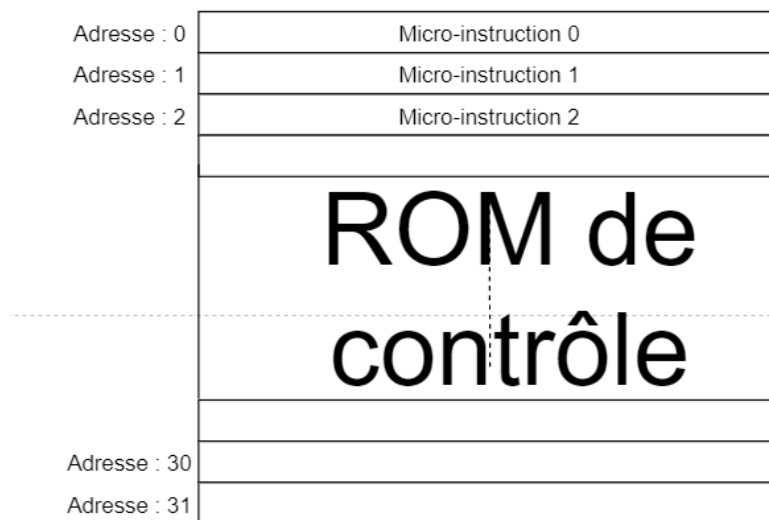 Adresse : 0 Micro-instruction 0
Adresse : 1 Micro-instruction 1
Adresse : 2 Micro-instruction 2
ROM de
contrôle
Adresse : 30
Adresse : 31